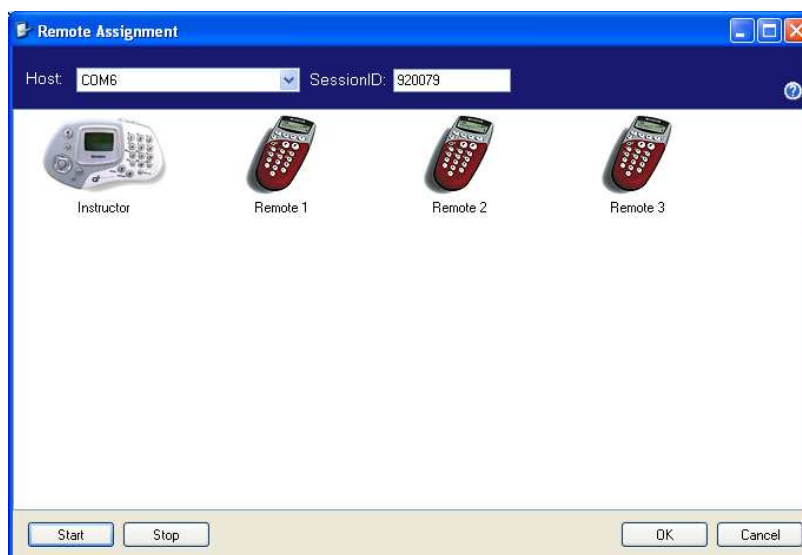 Remote Assignment
Host: COM6 SessionID: 920079
Instructor Remote 1 Remote 2 Remote 3
Start Stop OK Cancel